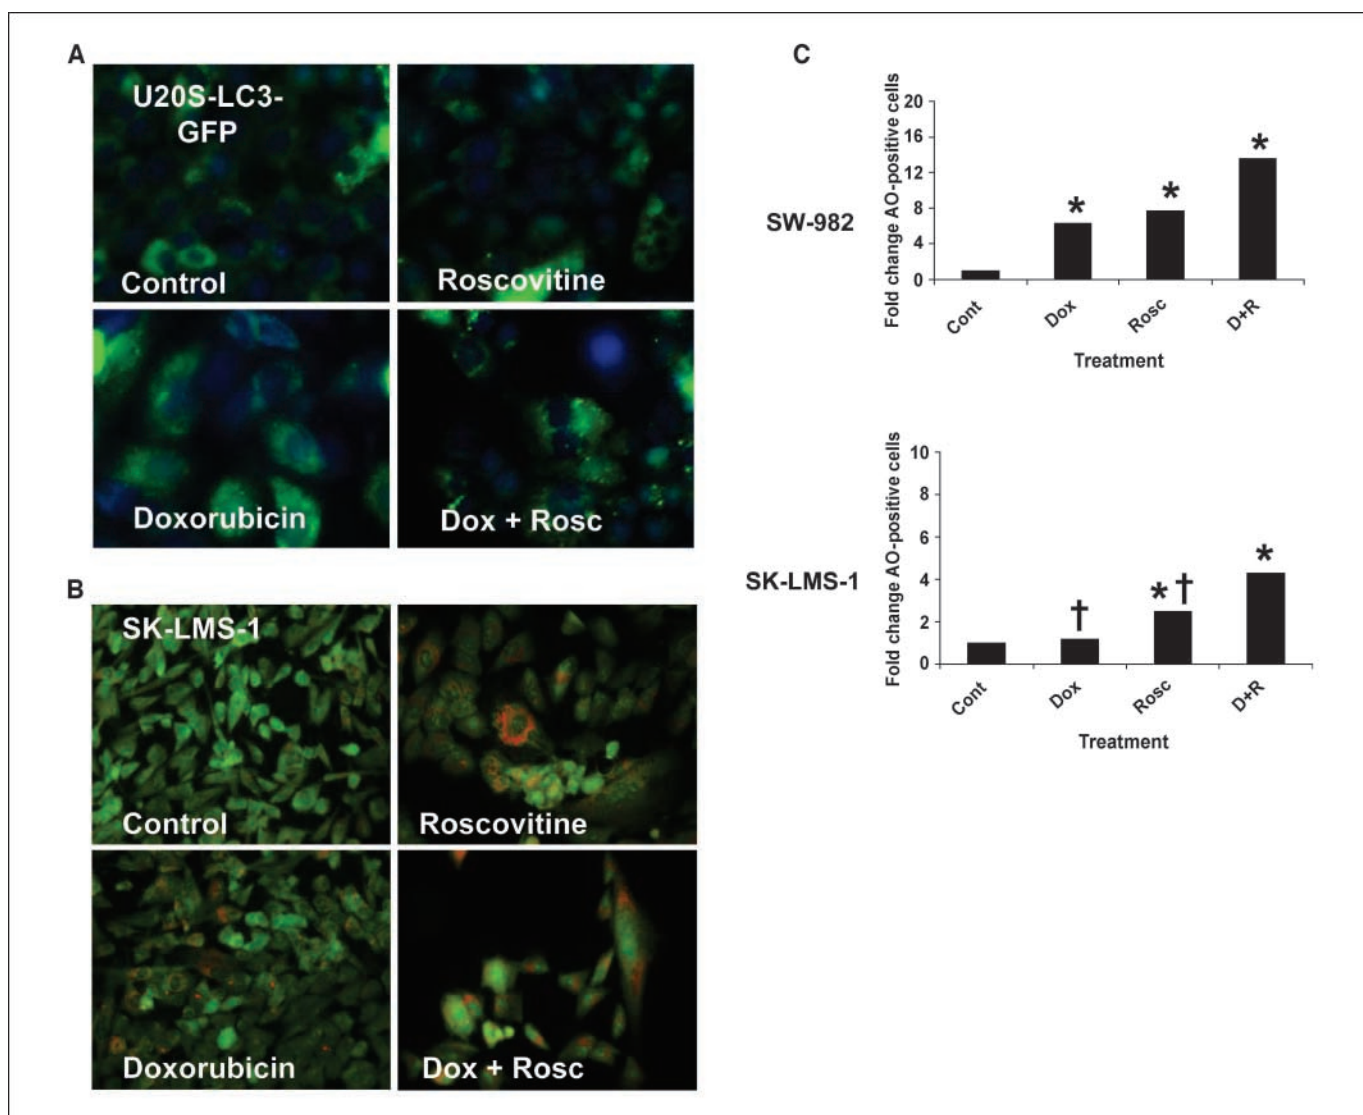 A
U20S-LC3-
GFP
Control
Roscovitine
Doxorubicin
Dox + Rosc
B
SK-LMS-1
Control
Roscovitine
Doxorubicin
Dox + Rosc
C
SW-982
Fold change AO-positive cells
20
16
12
8
4
0
*
*
*
Cont
Dox
Rosc
D+R
Treatment
SK-LMS-1
Fold change AO-positive cells
10
8
6
4
2
0
†
*†
*
Cont
Dox
Rosc
D+R
Treatment